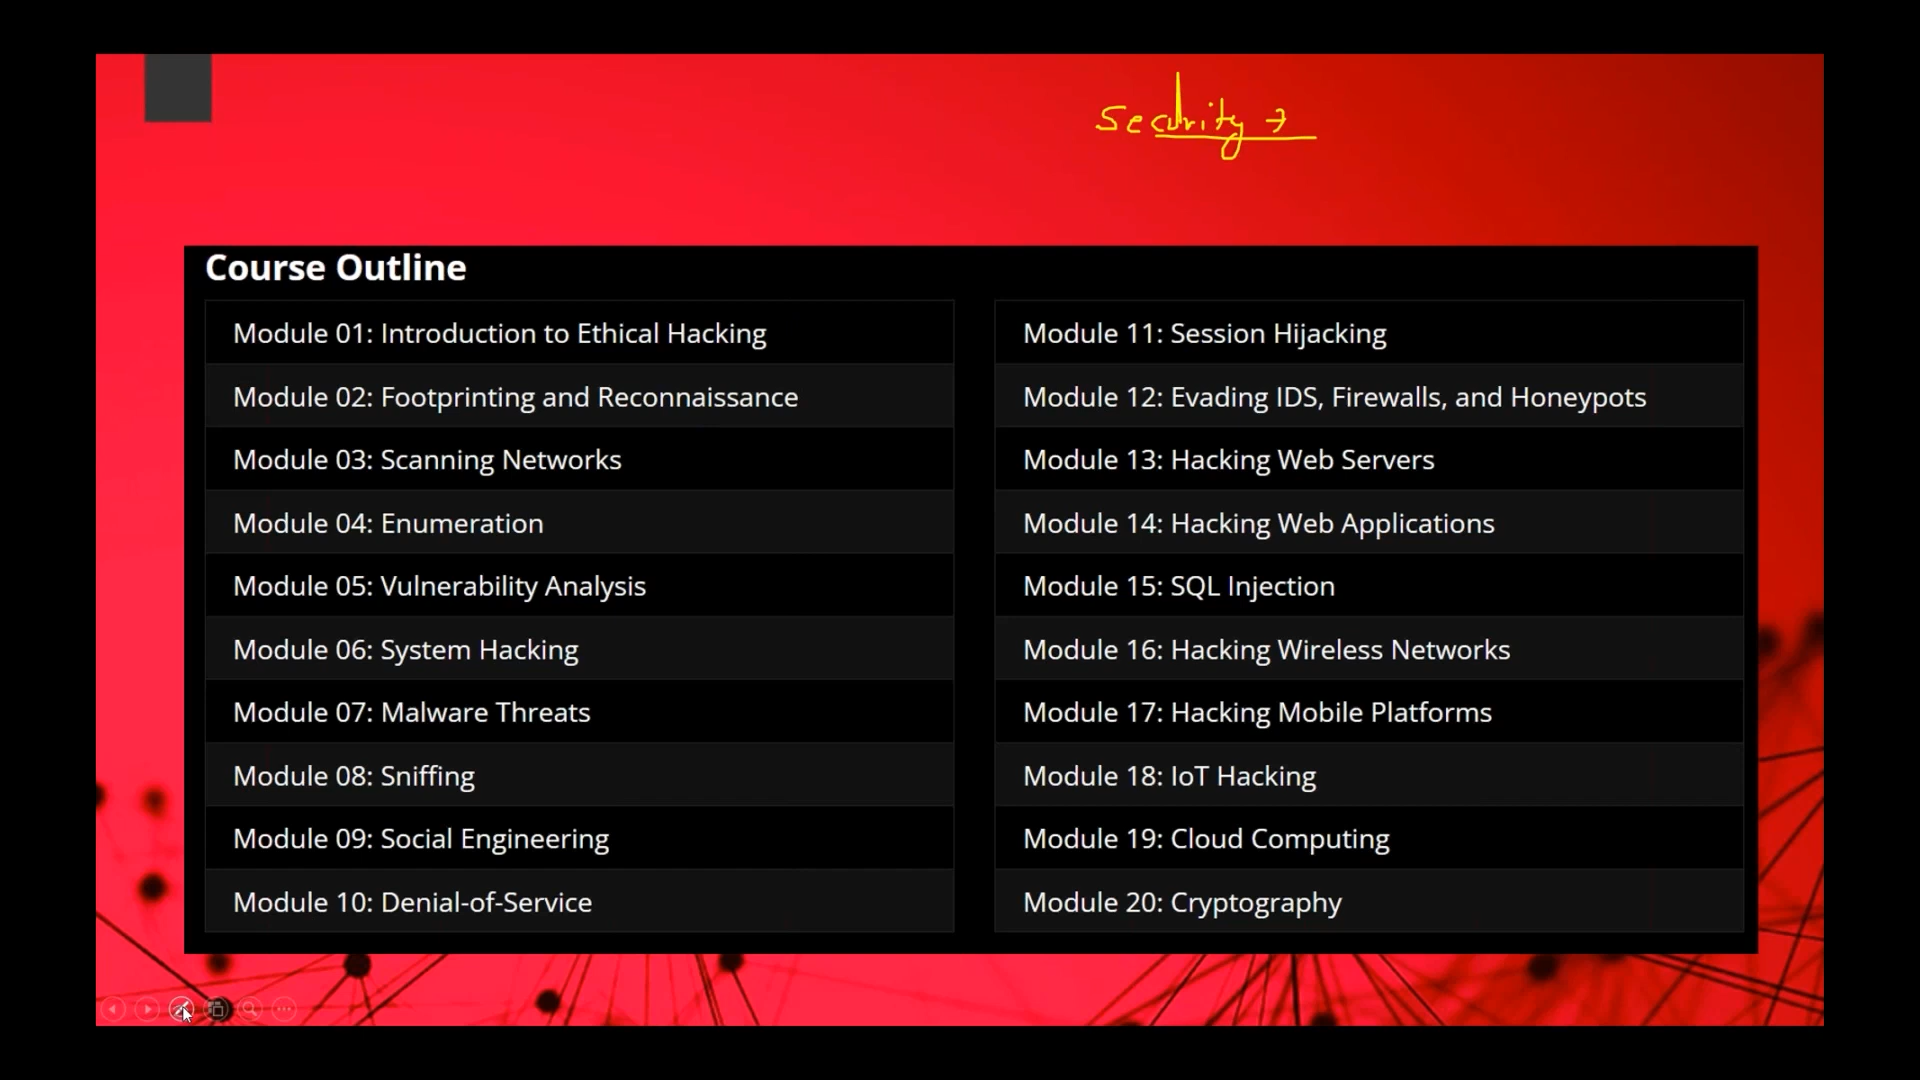 Security +
Course Outline
Module 01: Introduction to Ethical Hacking
Module 02: Footprinting and Reconnaissance
Module 03: Scanning Networks
Module 04: Enumeration
Module 05: Vulnerability Analysis
Module 06: System Hacking
Module 07: Malware Threats
Module 08: Sniffing
Module 09: Social Engineering
Module 10: Denial-of-Service
Module 11: Session Hijacking
Module 12: Evading IDS, Firewalls, and Honeypots
Module 13: Hacking Web Servers
Module 14: Hacking Web Applications
Module 15: SQL Injection
Module 16: Hacking Wireless Networks
Module 17: Hacking Mobile Platforms
Module 18: IoT Hacking
Module 19: Cloud Computing
Module 20: Cryptography